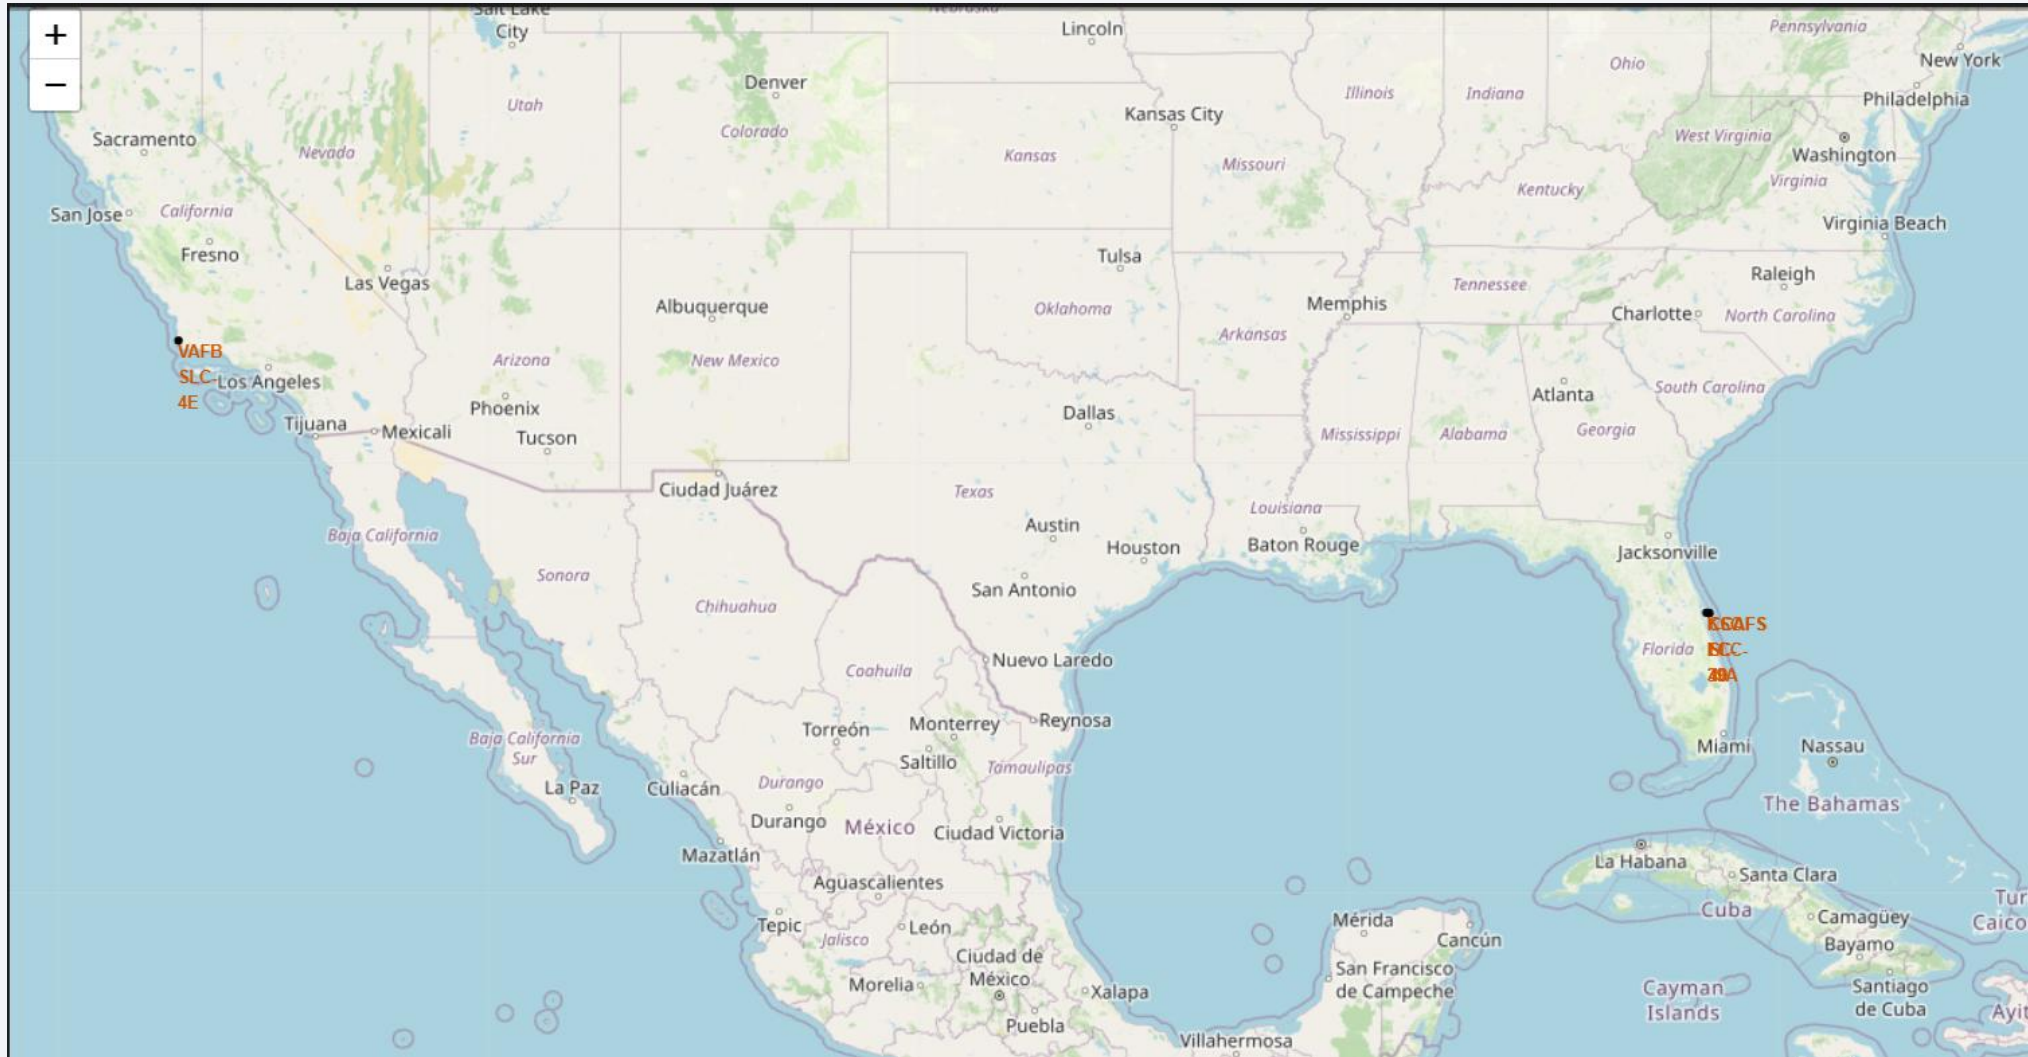 +
−
Salt Lake
City
Nebraska
Lincoln
Pennsylvania
New York
Denver
Ohio
Utah
Illinois
Indiana
Philadelphia
Kansas City
Sacramento
Colorado
West Virginia
Nevada
Kansas
Missouri
Washington
Kentucky
Virginia
San Jose
California
Virginia Beach
Fresno
Las Vegas
Tulsa
Raleigh
Tennessee
Albuquerque
Oklahoma
Memphis
Charlotte
North Carolina
Arkansas
VAFB
SLC-
4E
Los Angeles
Arizona
New Mexico
South Carolina
Atlanta
Phoenix
Dallas
Tijuana
Mexicali
Tucson
Mississippi
Alabama
Georgia
Ciudad Juárez
Texas
Louisiana
Austin
Baja California
Houston
Baton Rouge
Jacksonville
Sonora
San Antonio
Chihuahua
Florida
Coahuila
Nuevo Laredo
Torreón
Monterrey
Reynosa
Baja California
Sur
Saltillo
Tamaulipas
Miami
Nassau
La Paz
Culiacán
Durango
The Bahamas
Durango
México
Ciudad Victoria
Mazatlán
La Habana
Santa Clara
Aguascalientes
Tur
Caico
Cuba
Camagüey
Tepic
Jalisco
León
Mérida
Cancún
Bayamo
Ciudad de
México
San Francisco
de Campeche
Morelia
Xalapa
Cayman
Islands
Santiago
de Cuba
Ayit
Puebla
Villahermosa